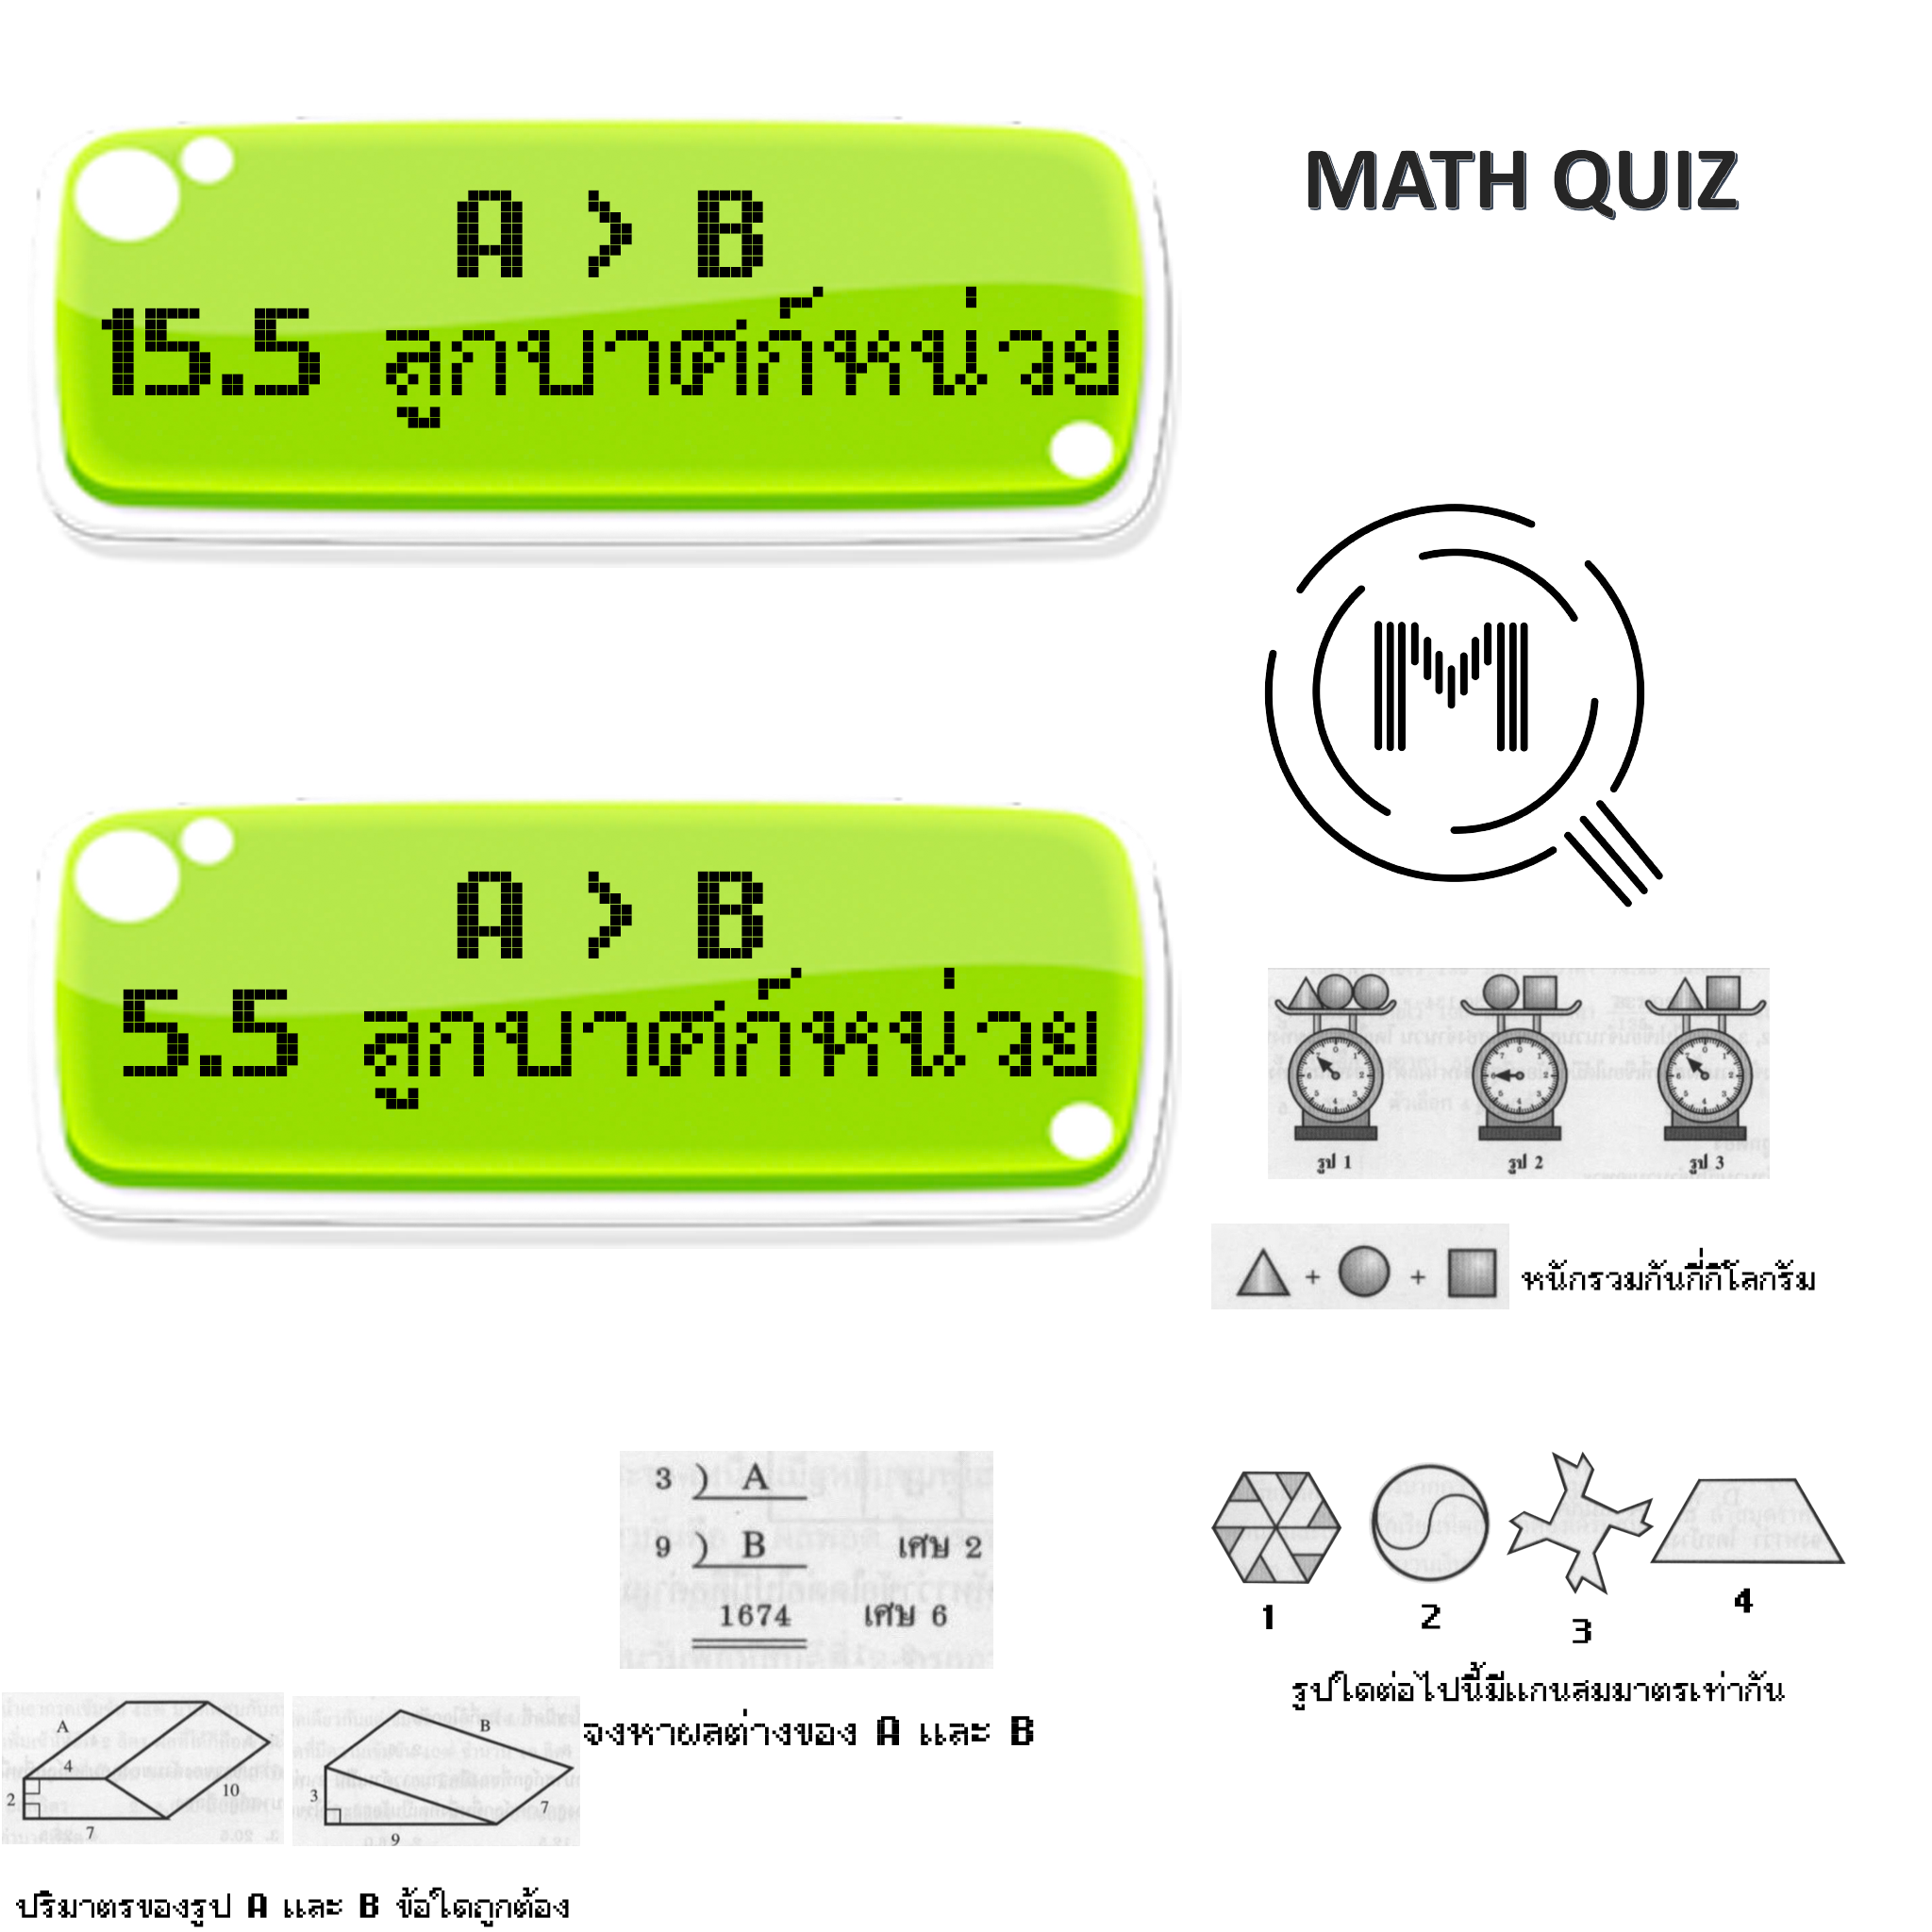 MATH QUIZ
A > B
15.5 ลูกบาศก์หน่วย
M
A > B
5.5 ลูกบาศก์หน่วย
รูป 1
รูป 2
รูป 3
+ + หนักรวมกันกี่กิโลกรัม
3 ) A
9 ) B เศษ 2
1674 เศษ 6
จงหาผลต่างของ A และ B
1
2
3
4
รูปใดต่อไปนี้มีแกนสมมาตรเท่ากัน
A
4
2
10
7
B
3
7
9
ปริมาตรของรูป A และ B ข้อใดถูกต้อง